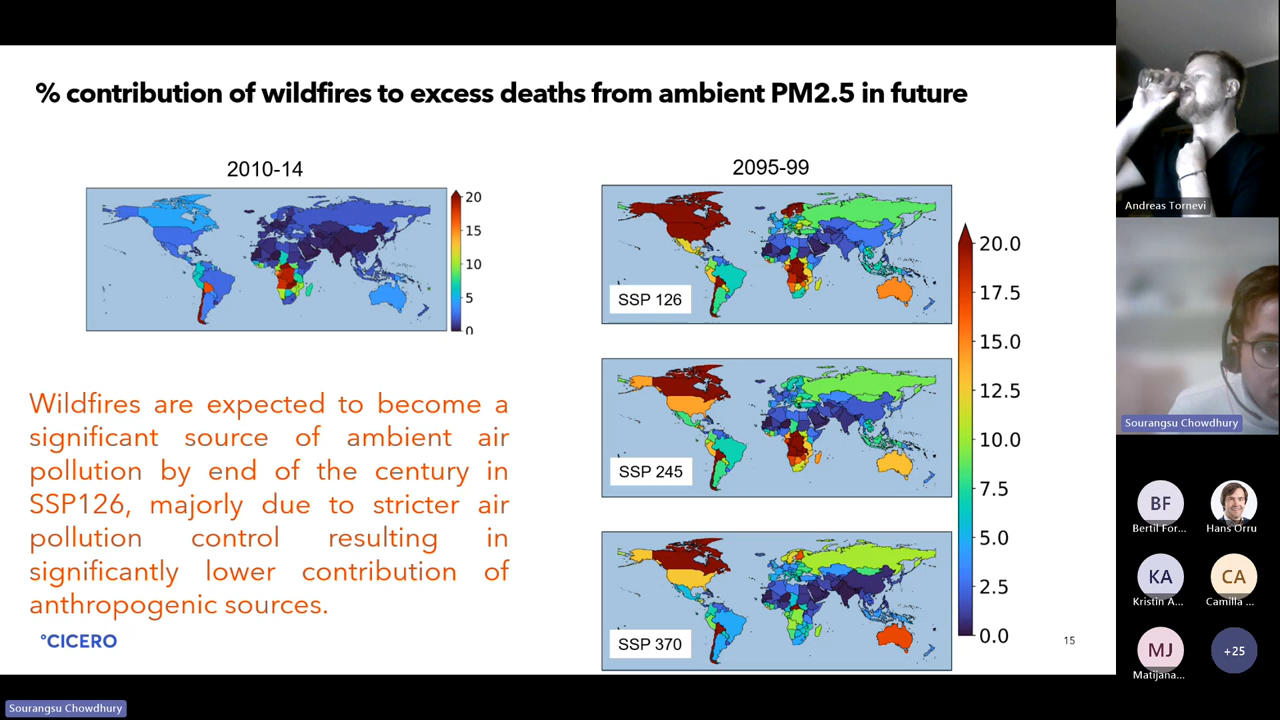 % contribution of wildfires to excess deaths from ambient PM2.5 in future
2010-14
20
15
10
5
0
Wildfires are expected to become a
significant source of ambient air
pollution by end of the century in
SSP126, majorly due to stricter air
pollution control resulting in
significantly lower contribution of
anthropogenic sources.
°CICERO
2095-99
SSP 126
SSP 245
SSP 370
20.0
17.5
15.0
12.5
10.0
7.5
5.0
2.5
0.0
15
Andreas Tornevi
Sourangsu Chowdhury
BF
Bertil For...
Hans Orru
KA
Kristin A...
CA
Camilla ...
MJ
Matijana...
+25
Sourangsu Chowdhury